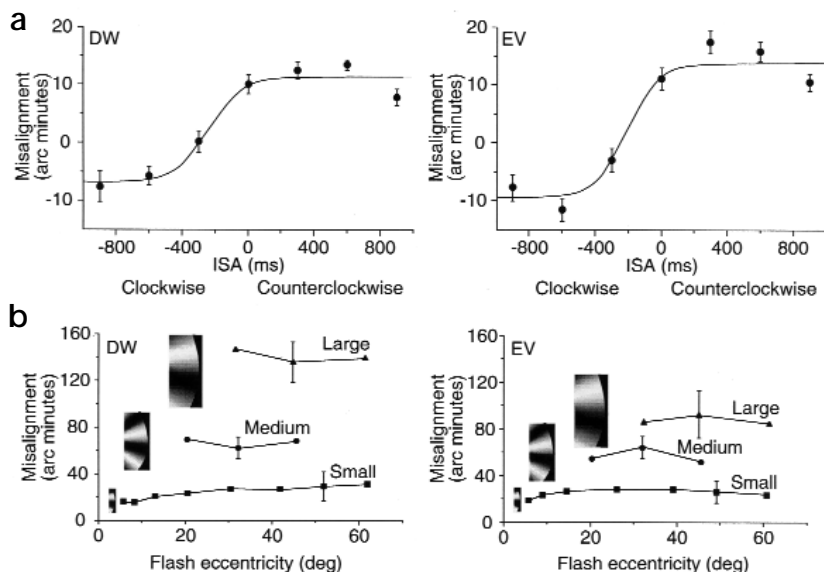 a
DW
EV
Misalignment
(arc minutes)
20
10
0
-10
-800 -400 0 400 800
ISA (ms)
Clockwise Counterclockwise
Misalignment
(arc minutes)
20
10
0
-10
-800 -400 0 400 800
ISA (ms)
Clockwise Counterclockwise
b
DW
Misalignment
(arc minutes)
160
120
80
40
0
Large
Medium
Small
0 20 40 60
Flash eccentricity (deg)
EV
Misalignment
(arc minutes)
160
120
80
40
0
Large
Medium
Small
0 20 40 60
Flash eccentricity (deg)